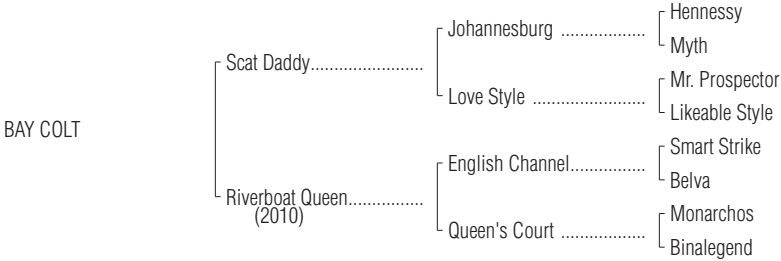 Hennessy
Johannesburg ....................
Myth
Scat Daddy.......................
Mr. Prospector
Love Style .......................
Likeable Style
BAY COLT
Smart Strike
English Channel...............
Belva
Riverboat Queen...............
(2010)
Monarchos
Queen's Court .................
Binalegend